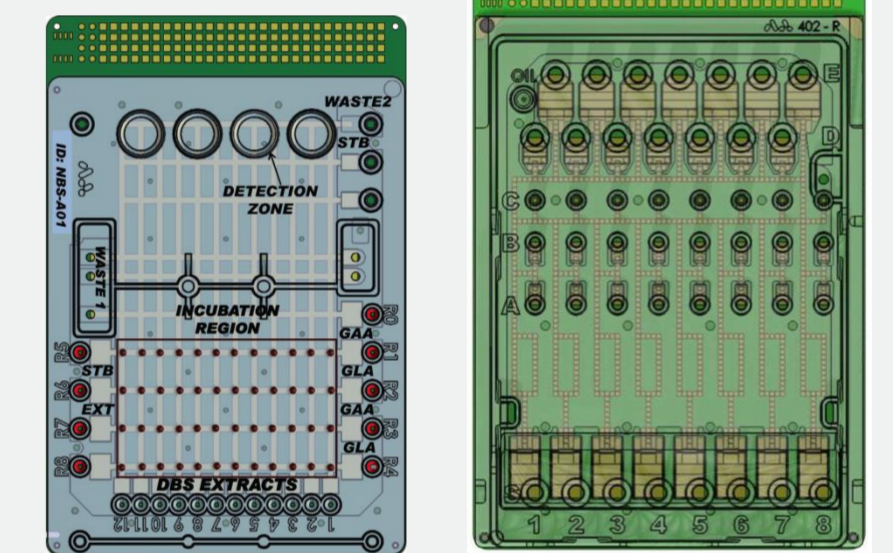 WASTE2
STB
ID: NBS-A01
DETECTION
ZONE
WASTE 1
INCUBATION
REGION
R0
GAA
R5
R1
STB
GLA
R6
R2
EXT
GAA
R7
R3
GLA
R8
R4
DBS EXTRACTS
12 11 10 9 8 7 6 5 4 3 2 1
402 - R
OIL
E
D
C
B
A
S
1 2 3 4 5 6 7 8